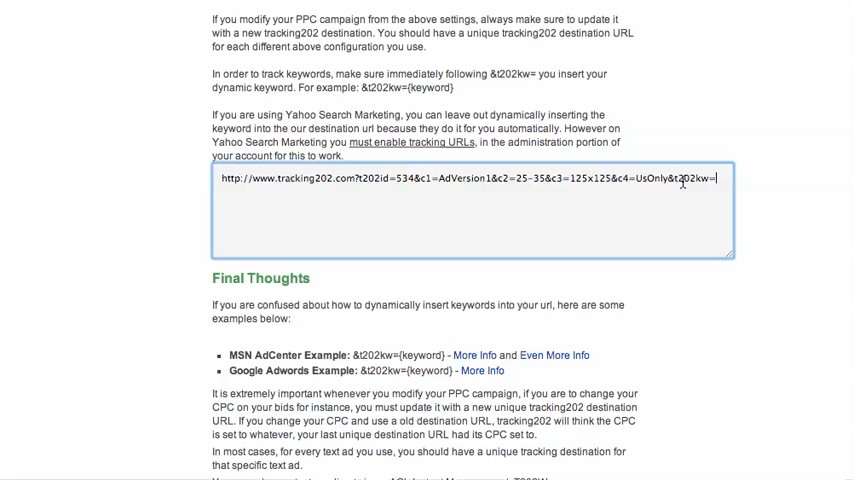 If you modify your PPC campaign from the above settings, always make sure to update it
with a new tracking202 destination. You should have a unique tracking202 destination URL
for each different above configuration you use.
In order to track keywords, make sure immediately following &t202kw= you insert your
dynamic keyword. For example: &t202kw={keyword}
If you are using Yahoo Search Marketing, you can leave out dynamically inserting the
keyword into the our destination url because they do it for you automatically. However on
Yahoo Search Marketing you must enable tracking URLs, in the administration portion of
your account for this to work.
http://www.tracking202.com?t202id=534&c1=AdVersion1&c2=25-35&c3=125x125&c4=UsOnly&t202kw=
Final Thoughts
If you are confused about how to dynamically insert keywords into your url, here are some
examples below:
MSN AdCenter Example: &t202kw={keyword} - More Info and Even More Info
Google Adwords Example: &t202kw={keyword} - More Info
It is extremely important whenever you modify your PPC campaign, if you are to change your
CPC on your bids for instance, you must update it with a new unique tracking202 destination
URL. If you change your CPC and use a old destination URL, tracking202 will think the CPC
is set to whatever, your last unique destination URL had its CPC set to.
In most cases, for every text ad you use, you should have a unique tracking destination for
that specific text ad.